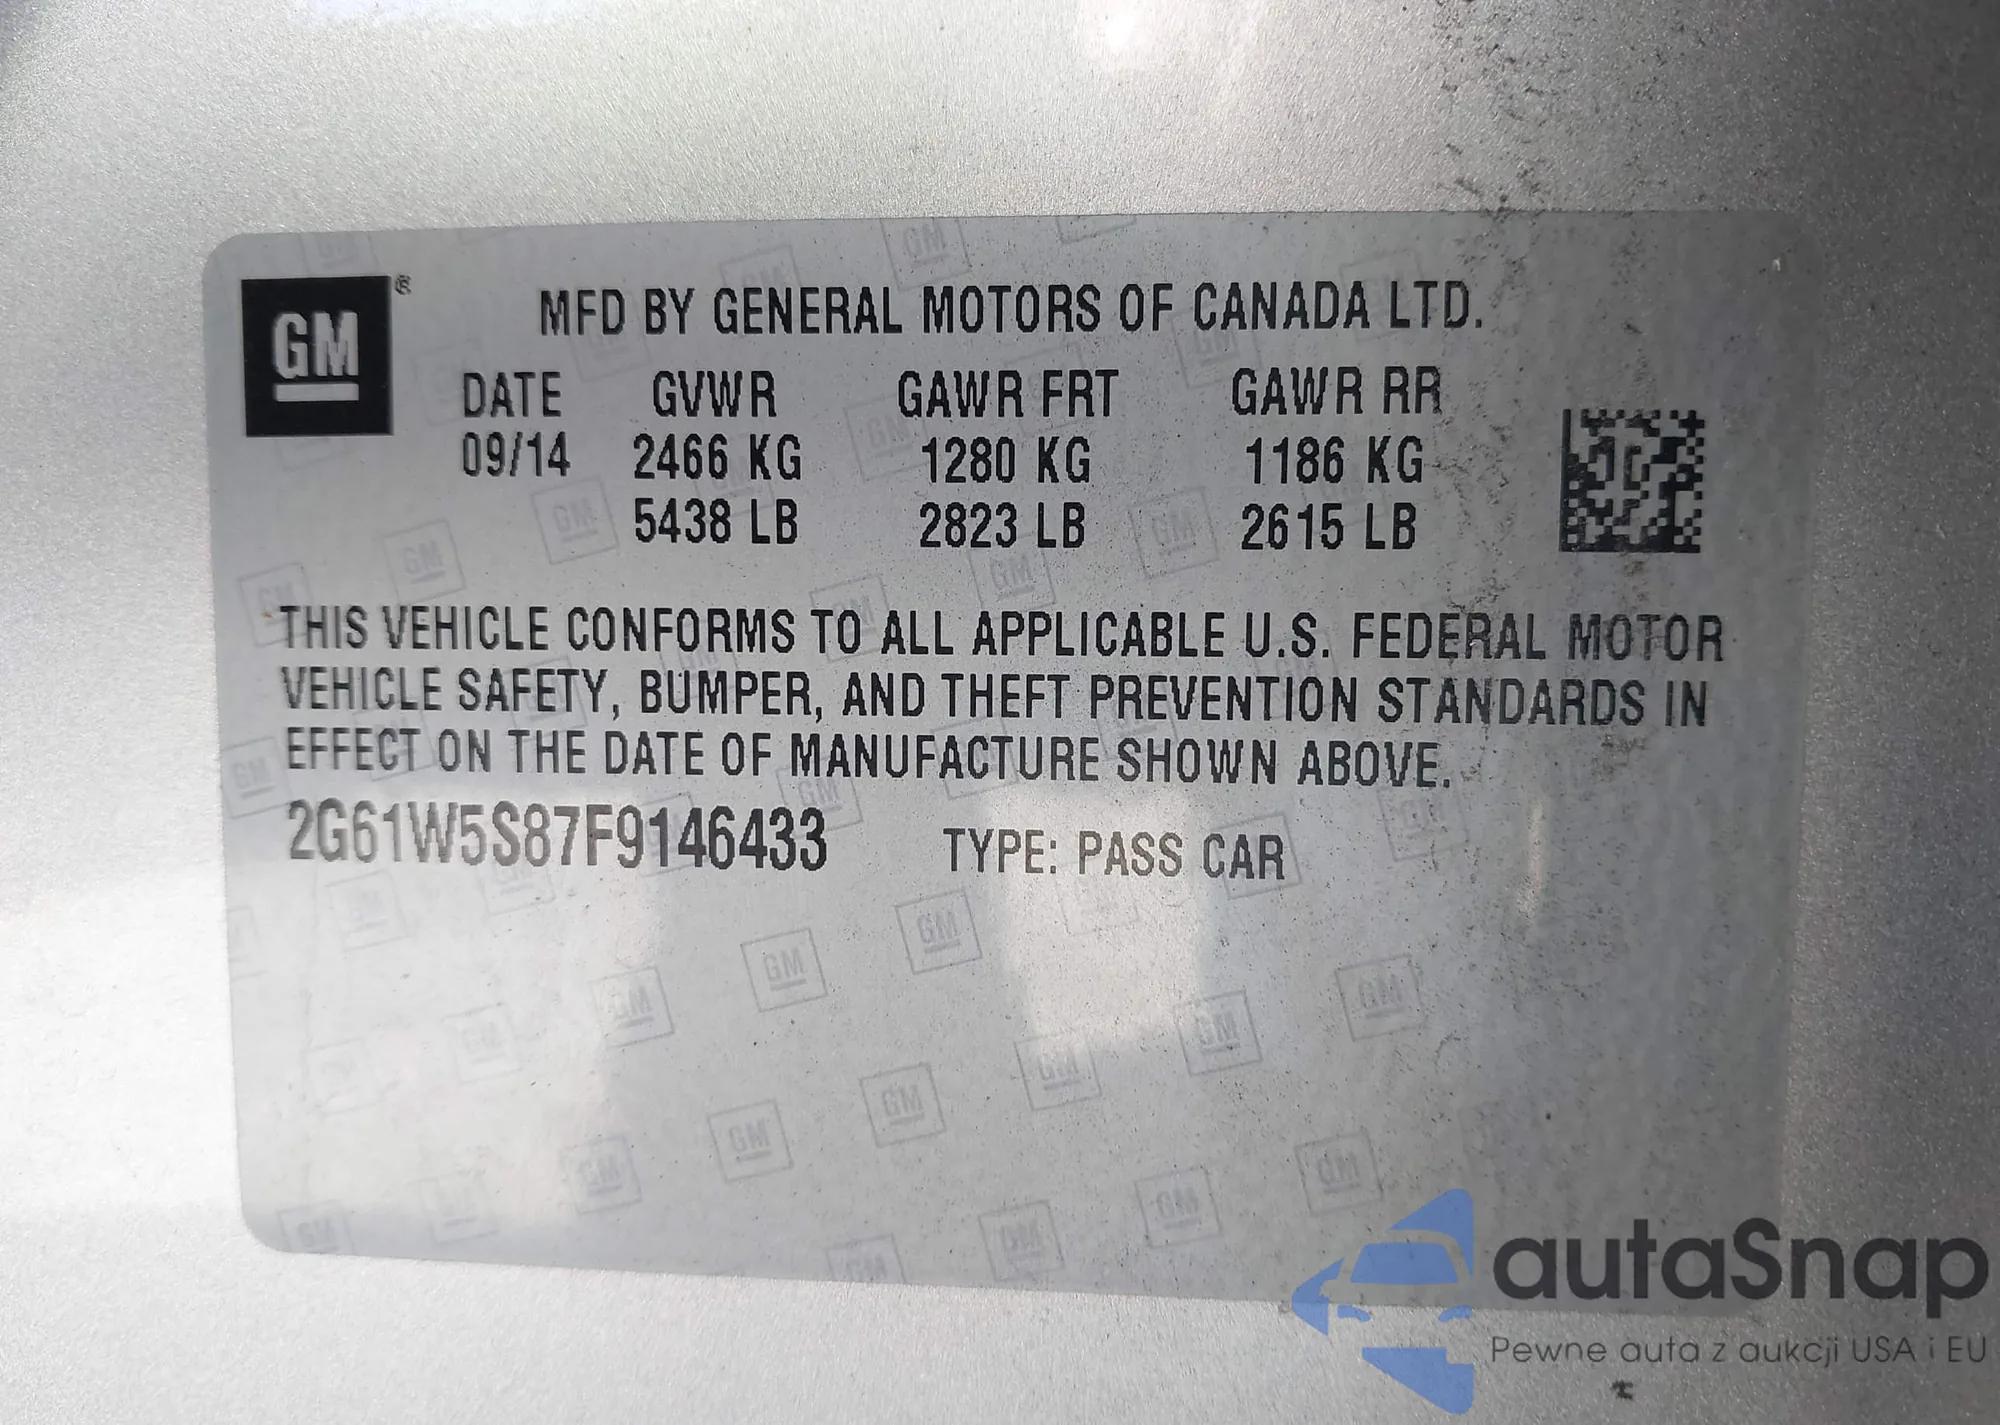 GM ®
MFD BY GENERAL MOTORS OF CANADA LTD.
DATE GVWR GAWR FRT GAWR RR
09/14 2466 KG 1280 KG 1186 KG
5438 LB 2823 LB 2615 LB
THIS VEHICLE CONFORMS TO ALL APPLICABLE U.S. FEDERAL MOTOR
VEHICLE SAFETY, BUMPER, AND THEFT PREVENTION STANDARDS IN
EFFECT ON THE DATE OF MANUFACTURE SHOWN ABOVE.
2G61W5S87F9146433 TYPE: PASS CAR
autaSnap
Pewne auta z aukcji USA i EU